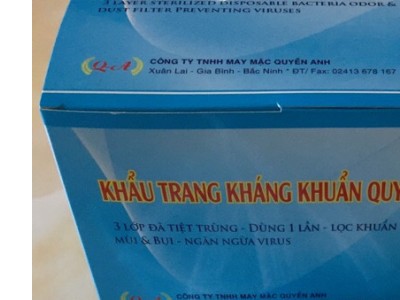 3 LAYER STERILIZED DISPOSABLE BACTERIA ODOR &
DUST FILTER PREVENTING VIRUSES
Q-A
CÔNG TY TNHH MAY MẶC QUYỀN ANH
Xuân Lai - Gia Bình - Bắc Ninh * ĐT/ Fax: 02413 678 167
KHẨU TRANG KHÁNG KHUẨN QUY
3 LỚP ĐÃ TIỆT TRÙNG - DÙNG 1 LẦN - LỌC KHUẨN
MÙI & BỤI - NGĂN NGỪA VIRUS
CÔNG TY TNHH MAY MẶC QUYỀN ANH